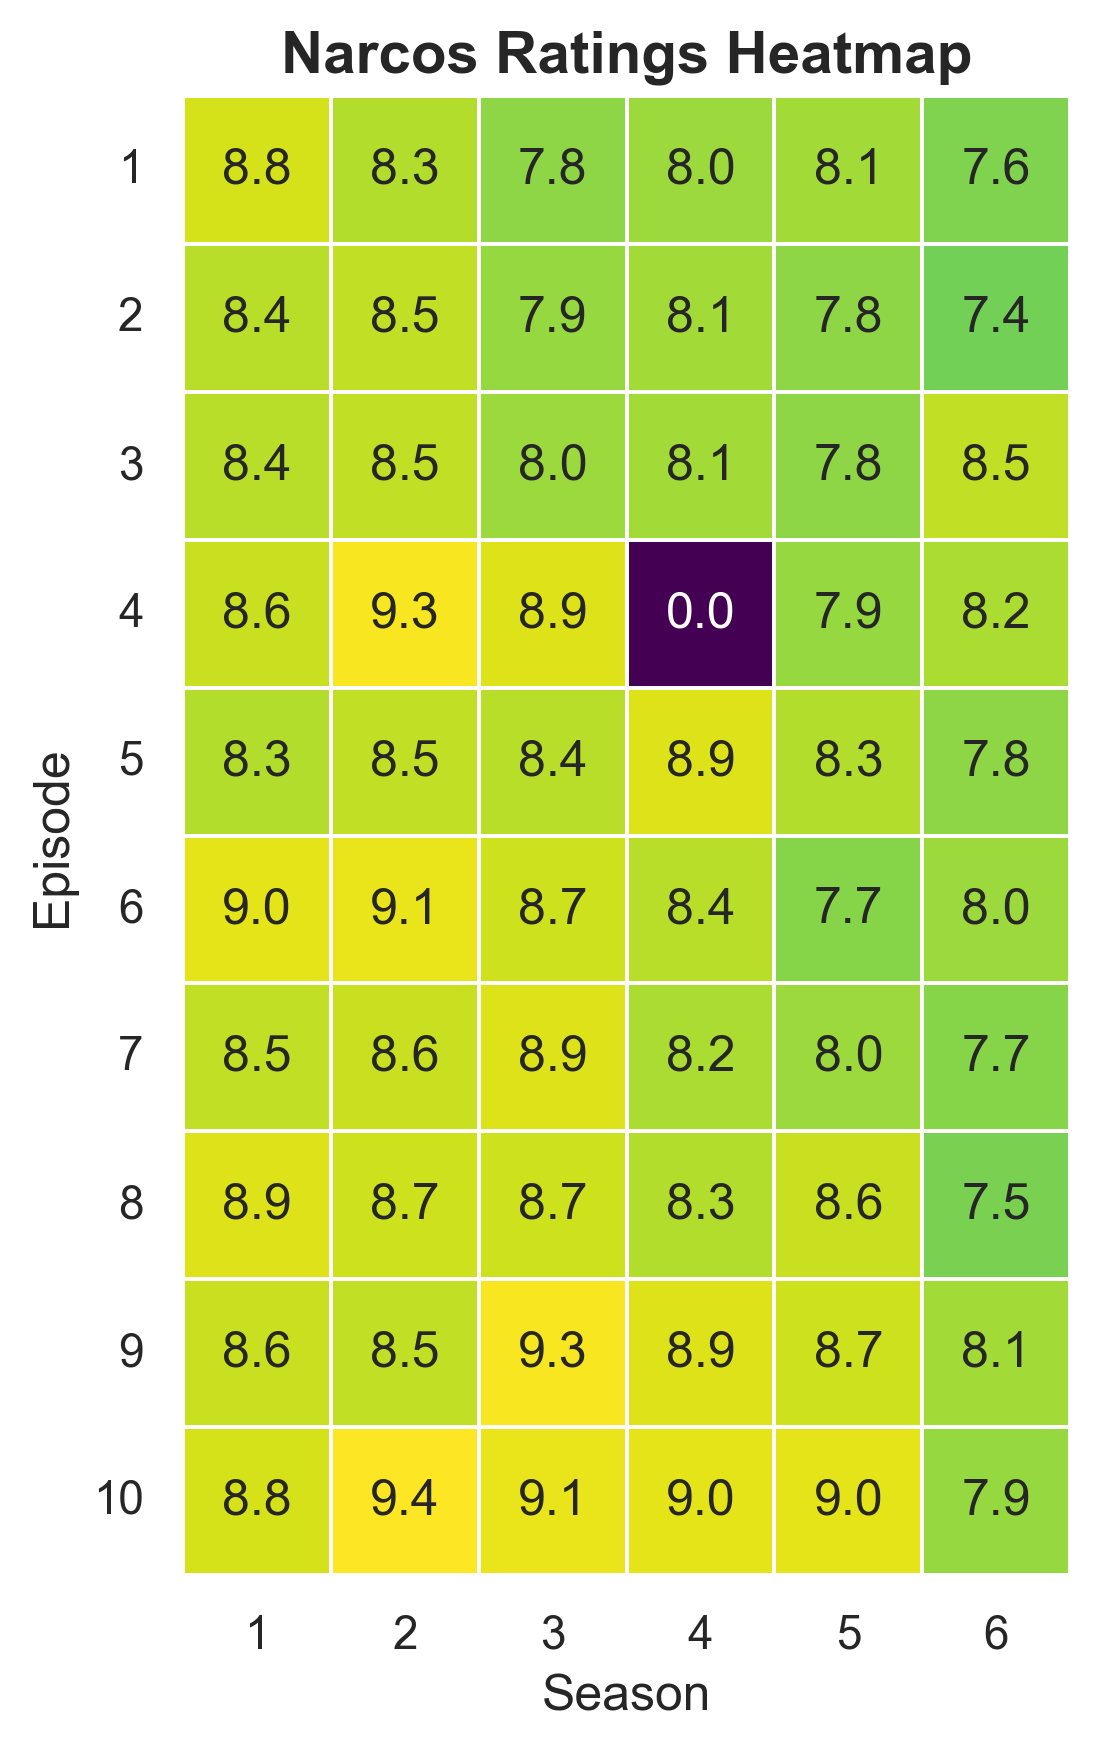 Narcos Ratings Heatmap
1 8.8 8.3 7.8 8.0 8.1 7.6
2 8.4 8.5 7.9 8.1 7.8 7.4
3 8.4 8.5 8.0 8.1 7.8 8.5
4 8.6 9.3 8.9 0.0 7.9 8.2
5 8.3 8.5 8.4 8.9 8.3 7.8
6 9.0 9.1 8.7 8.4 7.7 8.0
7 8.5 8.6 8.9 8.2 8.0 7.7
8 8.9 8.7 8.7 8.3 8.6 7.5
9 8.6 8.5 9.3 8.9 8.7 8.1
10 8.8 9.4 9.1 9.0 9.0 7.9
Episode
1 2 3 4 5 6
Season